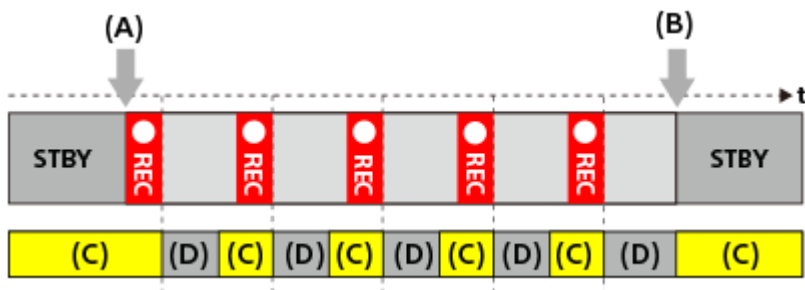 (A) (B)
t
STBY REC REC REC REC REC STBY
(C) (D) (C) (D) (C) (D) (C) (D) (C) (D) (C)